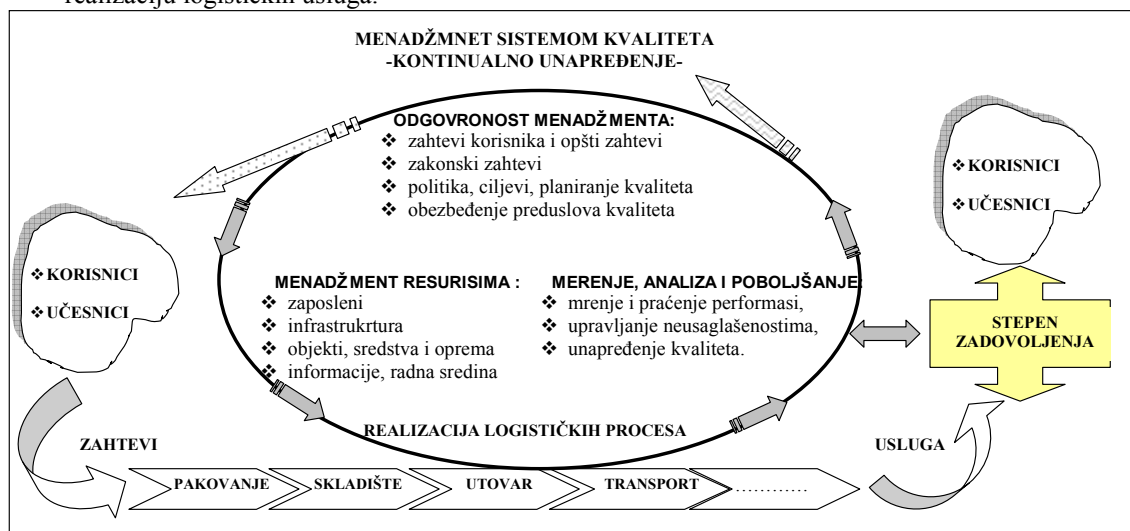 realizaciju logističkih usluga.
MENADŽMNET SISTEMOM KVALITETA
-KONTINUALNO UNAPREĐENJE-
ODGOVRONOST MENADŽMENTA:
❖ zahtevi korisnika i opšti zahtevi
❖ zakonski zahtevi
❖ politika, ciljevi, planiranje kvaliteta
❖ obezbeđenje preduslova kvaliteta
❖ KORISNICI
❖ UČESNICI
❖ KORISNICI
❖ UČESNICI
MENADŽMENT RESURISIMA :
❖ zaposleni
❖ infrastrukrtura
❖ objekti, sredstva i oprema
❖ informacije, radna sredina
MERENJE, ANALIZA I POBOLJŠANJE:
❖ mrenje i praćenje performasi,
❖ upravljanje neusaglašenostima,
❖ unapređenje kvaliteta.
STEPEN
ZADOVOLJENJA
REALIZACIJA LOGISTIČKIH PROCESA
ZAHTEVI
USLUGA
PAKOVANJE
SKLADIŠTE
UTOVAR
TRANSPORT
............